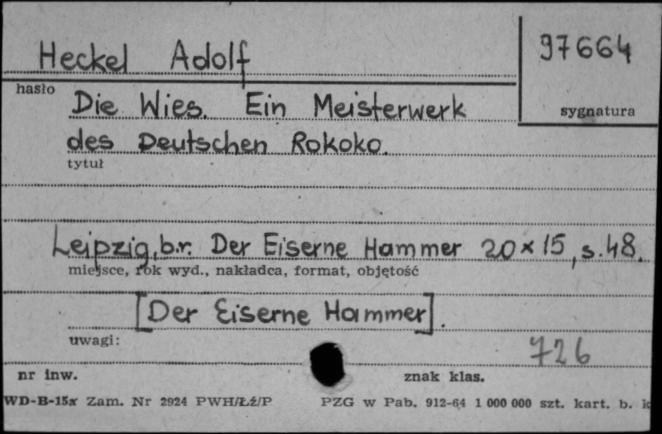 Heckel Adolf
97664
hasło
Die Wies. Ein Meisterwerk
sygnatura
des Deutschen Rokoko.
tytuł
Leipzig, b.r. Der Eiserne Hammer 20×15, s. 48.
miejsce, rok wyd., nakładca, format, objętość
[Der Eiserne Hammer].
uwagi:
726
nr inw.
znak klas.
WD-B-15x Zam. Nr 2924 PWH/Łź/P
PZG w Pab. 912-64 1 000 000 szt. kart. b. k